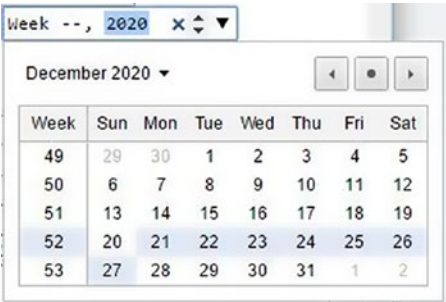 Week --, 2020
December 2020
Week Sun Mon Tue Wed Thu Fri Sat
49 29 30 1 2 3 4 5
50 6 7 8 9 10 11 12
51 13 14 15 16 17 18 19
52 20 21 22 23 24 25 26
53 27 28 29 30 31 1 2